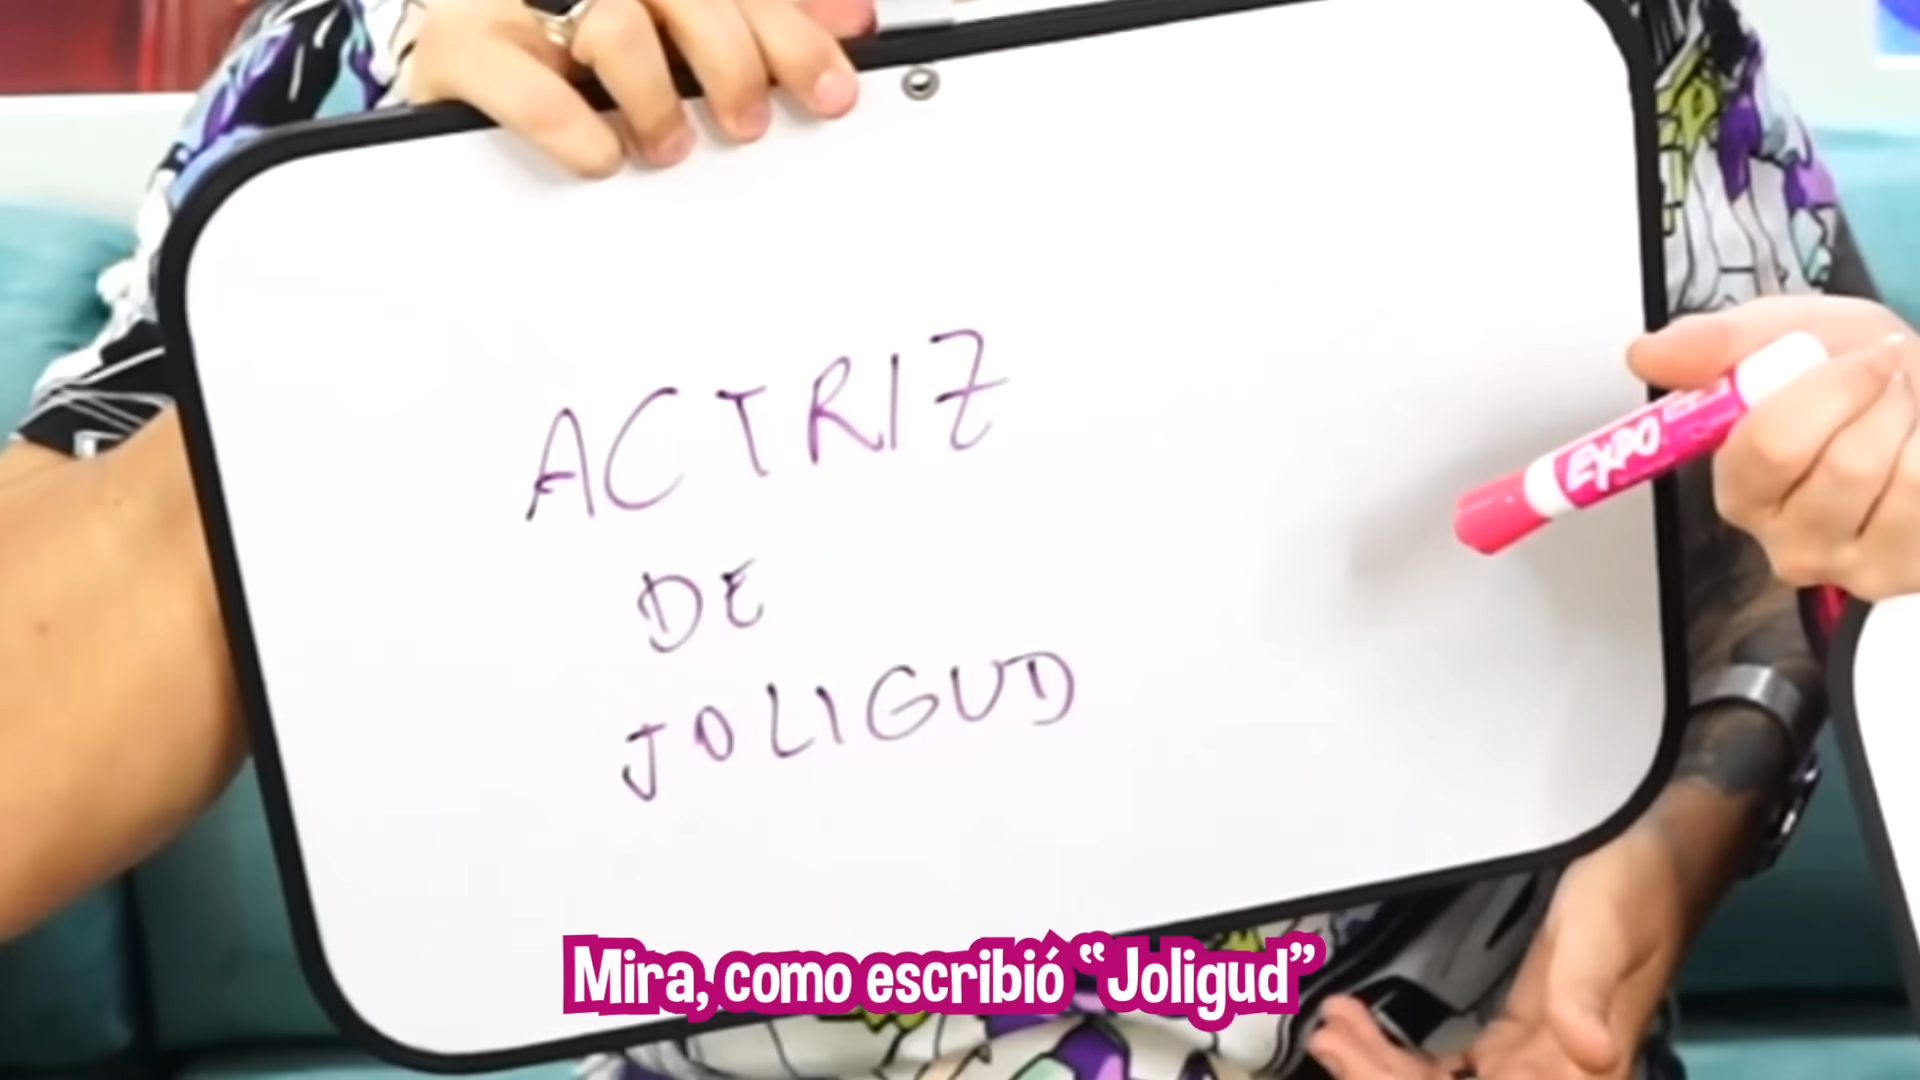 ACTRIZ
DE
JOLIGUD
EXPO
Mira, como escribió “Joligud”